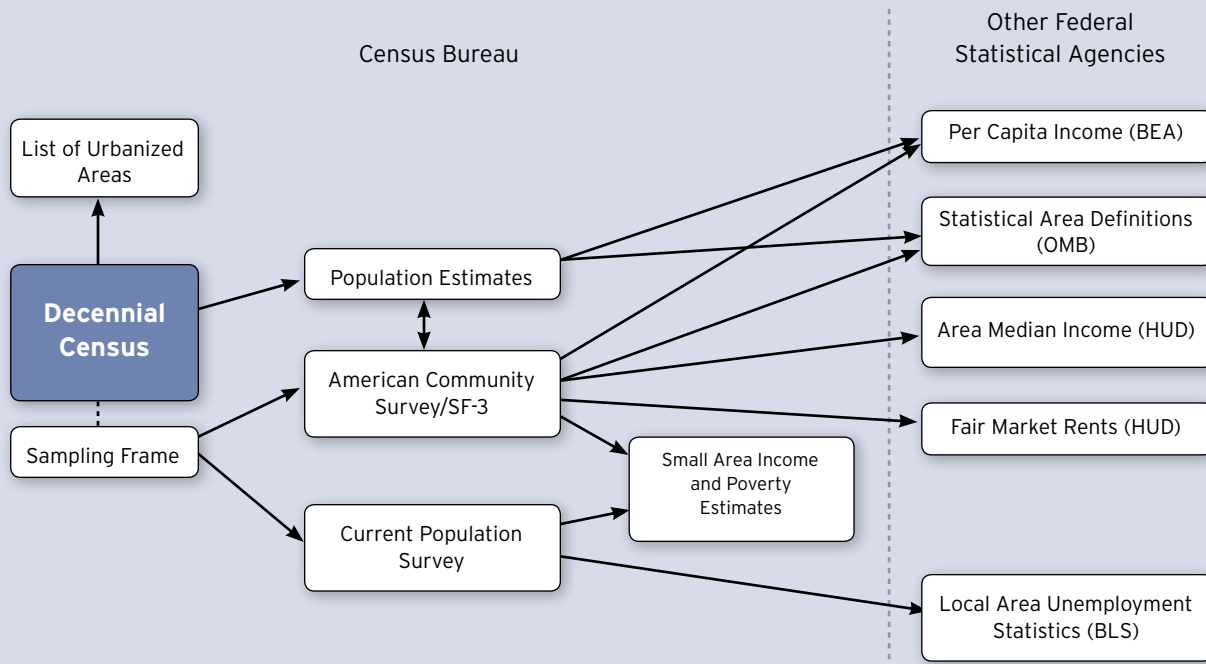 Census Bureau
Other Federal
Statistical Agencies
List of Urbanized
Areas
Decennial
Census
Sampling Frame
Population Estimates
American Community
Survey/SF-3
Current Population
Survey
Small Area Income
and Poverty
Estimates
Per Capita Income (BEA)
Statistical Area Definitions
(OMB)
Area Median Income (HUD)
Fair Market Rents (HUD)
Local Area Unemployment
Statistics (BLS)